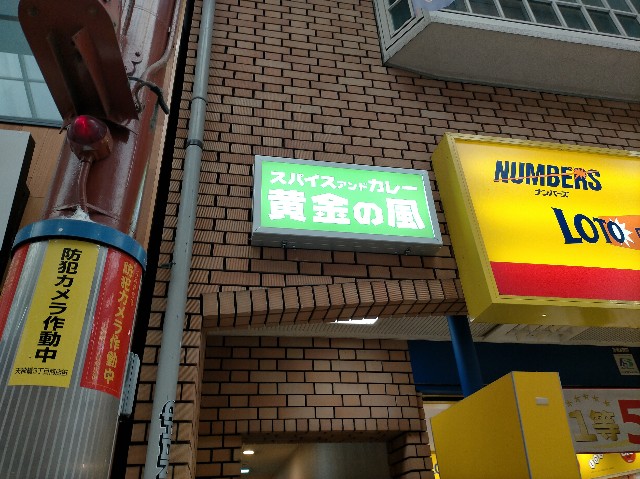 スパイスアンドカレー
黄金の風
NUMBERS
ナンバーズ
LOTO
防犯カメラ作動中
防犯カメラ作動中
1等5